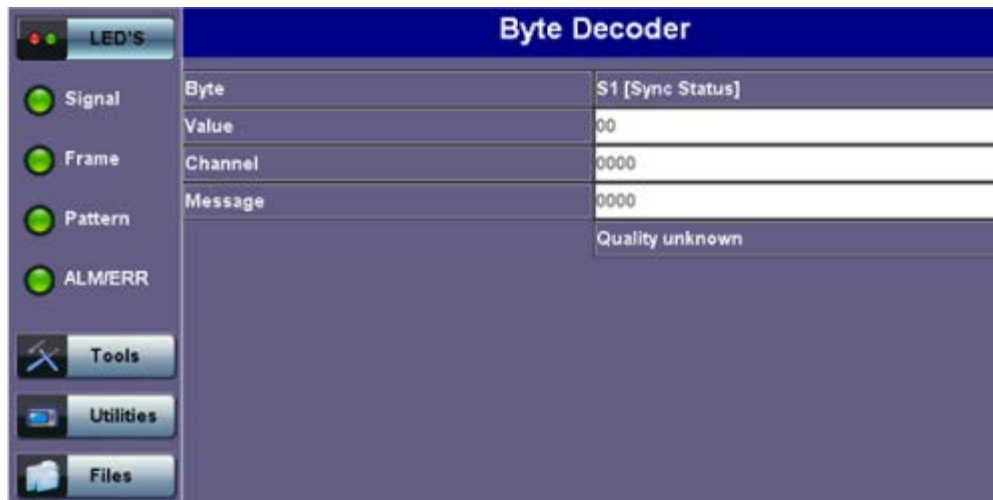 LED'S
Byte Decoder
Signal
Frame
Pattern
ALM/ERR
Tools
Utilities
Files
Byte S1 [Sync Status]
Value 00
Channel 0000
Message 0000
Quality unknown